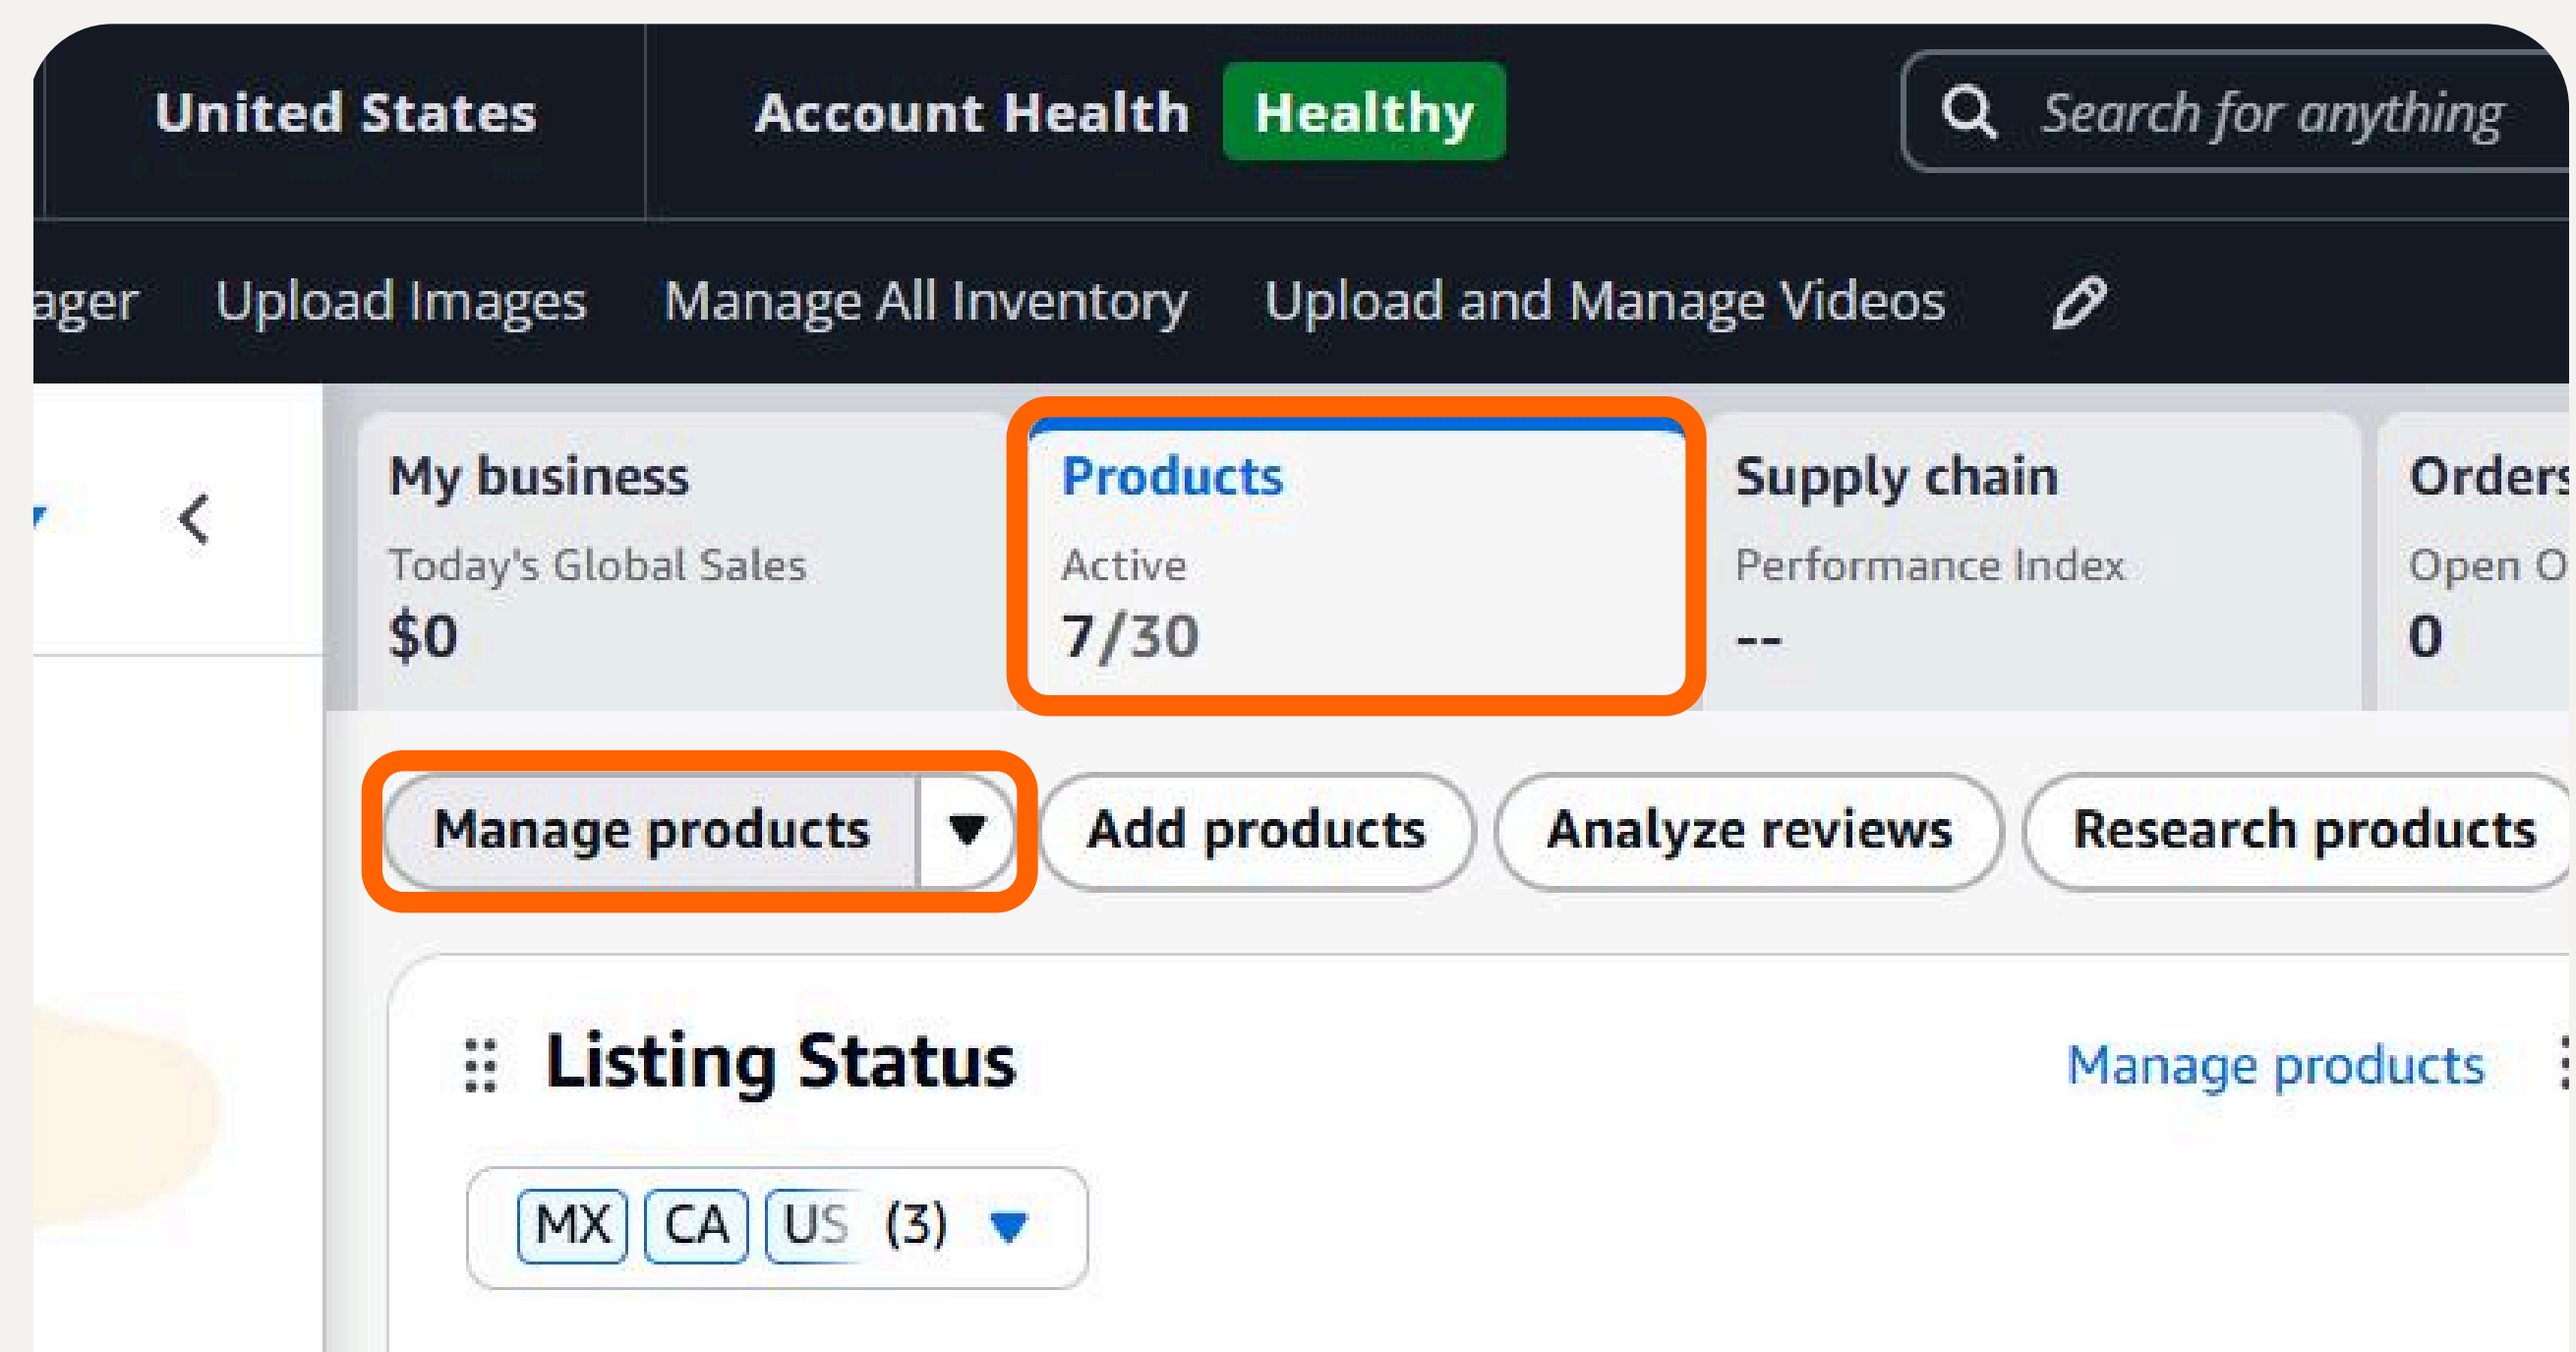 United States
Account Health Healthy
Search for anything
ager Upload Images Manage All Inventory Upload and Manage Videos
My business
Today's Global Sales
$0
Products
Active
7/30
Supply chain
Performance Index
--
Orders
Open O
0
Manage products
Add products
Analyze reviews
Research products
Listing Status
Manage products
MX CA US (3)